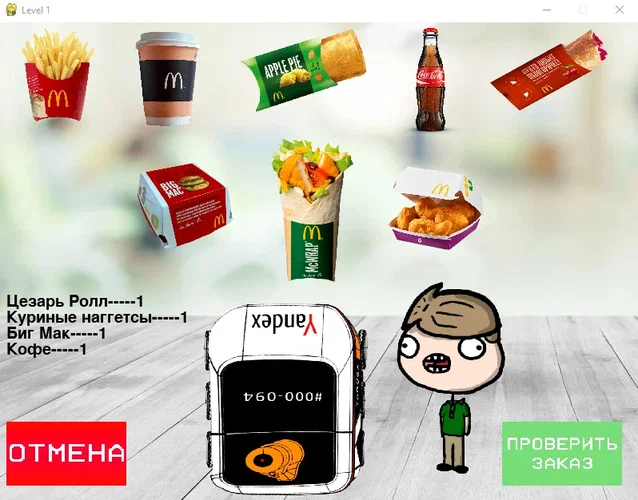 Level 1
APPLE PIE
Coca-Cola
BIG
MAC
McWRAP
6
Цезарь Ролл-----1
Куриные наггетсы-----1
Биг Мак-----1
Кофе-----1
Yandex
#000-094
ОТМЕНА
ПРОВЕРИТЬ
ЗАКАЗ